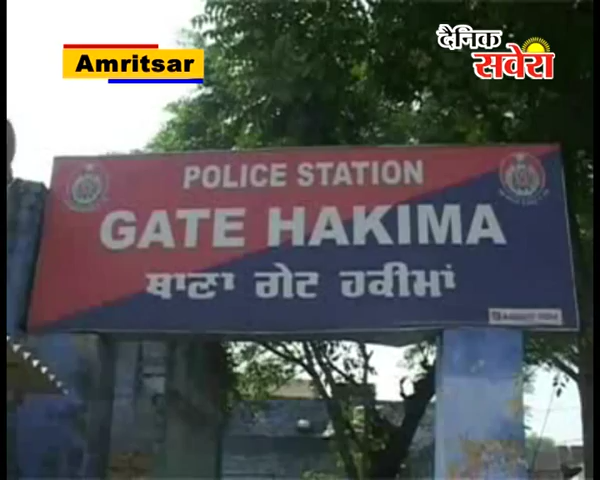 Amritsar
दैनिक
सवेरा
POLICE STATION
GATE HAKIMA
ਥਾਣਾ ਗੇਟ ਹਕੀਮਾਂ